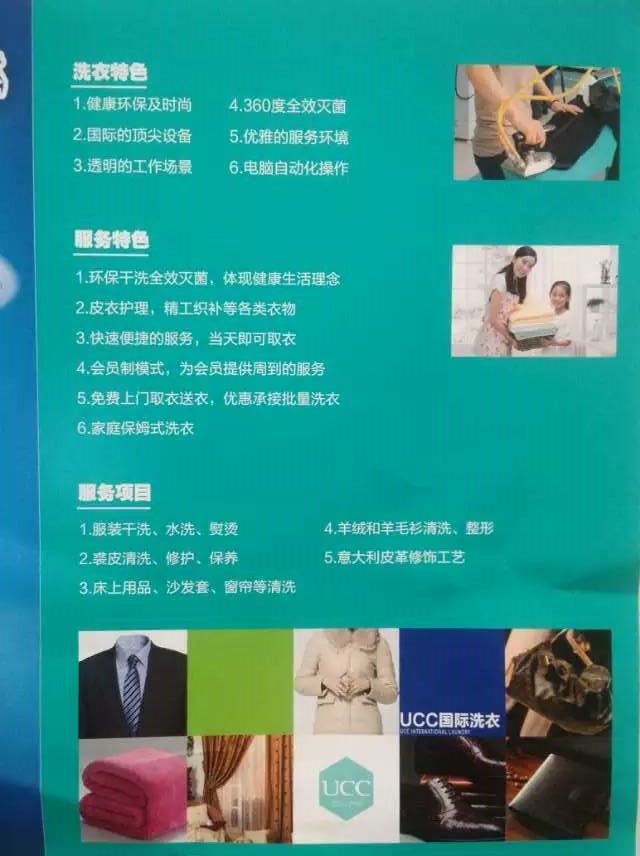 洗衣特色
1.健康环保及时尚
2.国际的顶尖设备
3.透明的工作场景
4.360度全效灭菌
5.优雅的服务环境
6.电脑自动化操作
服务特色
1.环保干洗全效灭菌，体现健康生活理念
2.皮衣护理，精工织补等各类衣物
3.快速便捷的服务，当天即可取衣
4.会员制模式，为会员提供周到的服务
5.免费上门取衣送衣，优惠承接批量洗衣
6.家庭保姆式洗衣
服务项目
1.服装干洗、水洗、熨烫
2.裘皮清洗、修护、保养
3.床上用品、沙发套、窗帘等清洗
4.羊绒和羊毛衫清洗、整形
5.意大利皮革修饰工艺
UCC国际洗衣
UCC INTERNATIONAL LAUNDRY
UCC